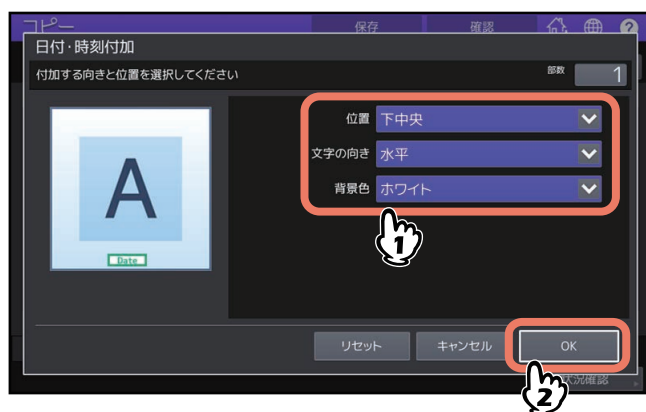 コピー 保存 確認 ?
日付・時刻付加
付加する向きと位置を選択してください 部数 1
位置 下中央
文字の向き 水平
背景色 ホワイト
A
1
Date
リセット キャンセル OK
状況確認
2